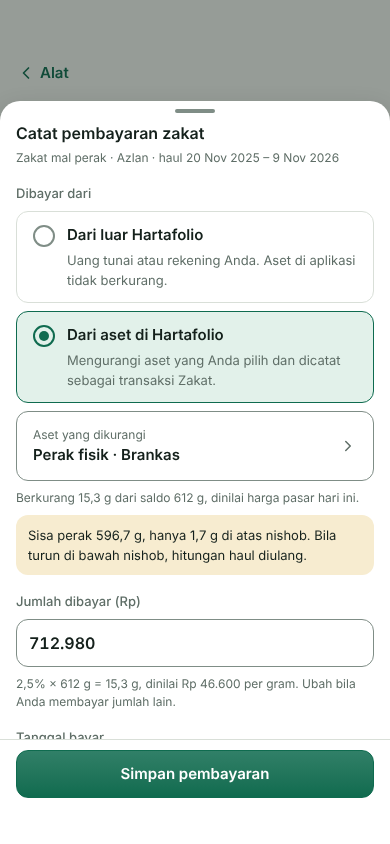 Alat
Catat pembayaran zakat
Zakat mal perak · Azlan · haul 20 Nov 2025 – 9 Nov 2026
Dibayar dari
Dari luar Hartafolio
Uang tunai atau rekening Anda. Aset di aplikasi
tidak berkurang.
Dari aset di Hartafolio
Mengurangi aset yang Anda pilih dan dicatat
sebagai transaksi Zakat.
Aset yang dikurangi
Perak fisik · Brankas
Berkurang 15,3 g dari saldo 612 g, dinilai harga pasar hari ini.
Sisa perak 596,7 g, hanya 1,7 g di atas nishob. Bila
turun di bawah nishob, hitungan haul diulang.
Jumlah dibayar (Rp)
712.980
2,5% × 612 g = 15,3 g, dinilai Rp 46.600 per gram. Ubah bila
Anda membayar jumlah lain.
Tanggal bayar
Simpan pembayaran